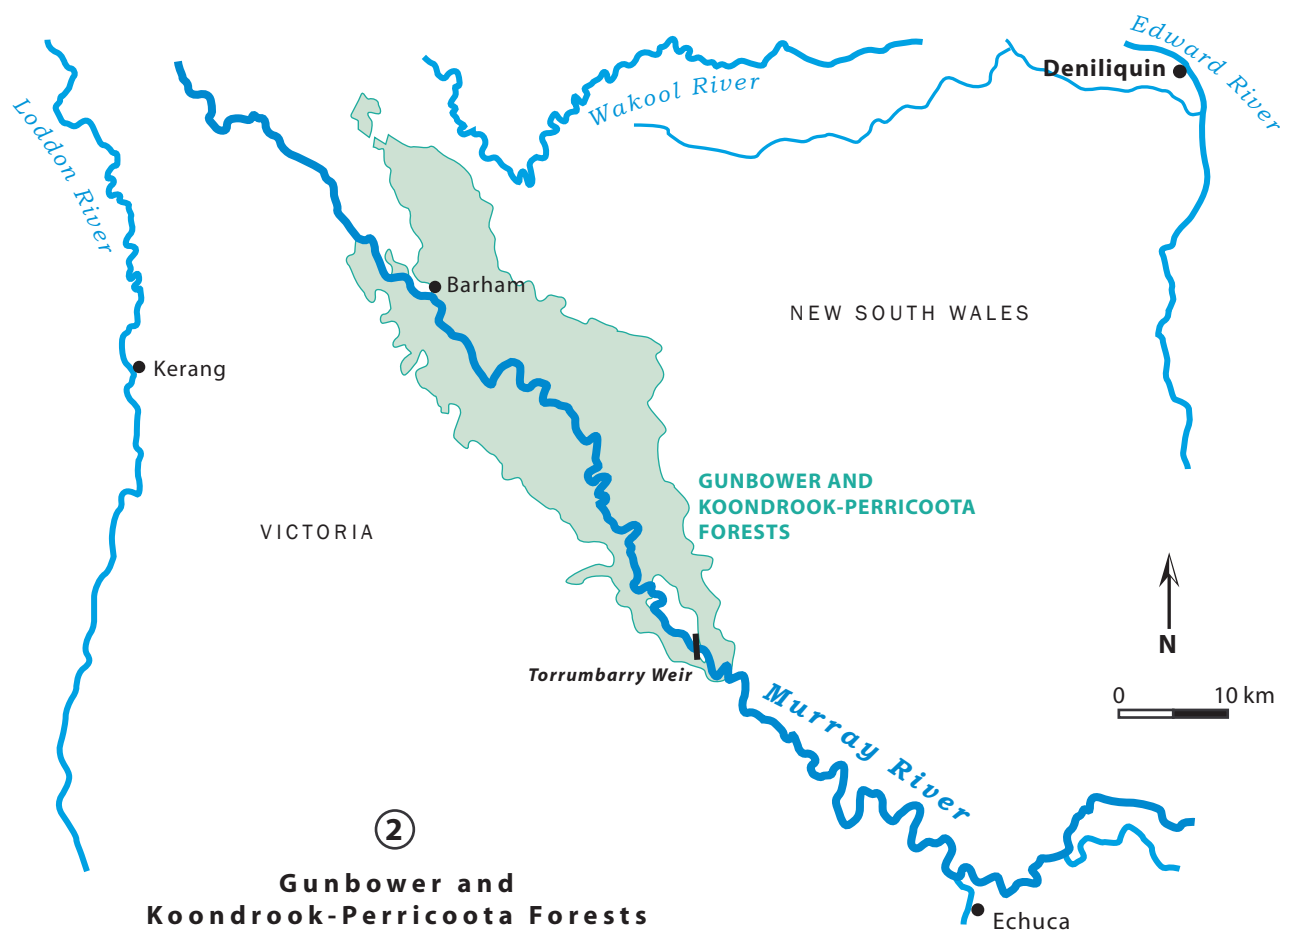 Edward River
Deniliquin
Wakool River
Loddon River
Barham
NEW SOUTH WALES
Kerang
GUNBOWER AND
KOONDROOK-PERRICOOTA
FORESTS
VICTORIA
N
Torrumbarry Weir
0 10 km
Murray River
2
Gunbower and
Koondrook-Perricoota Forests
Echuca